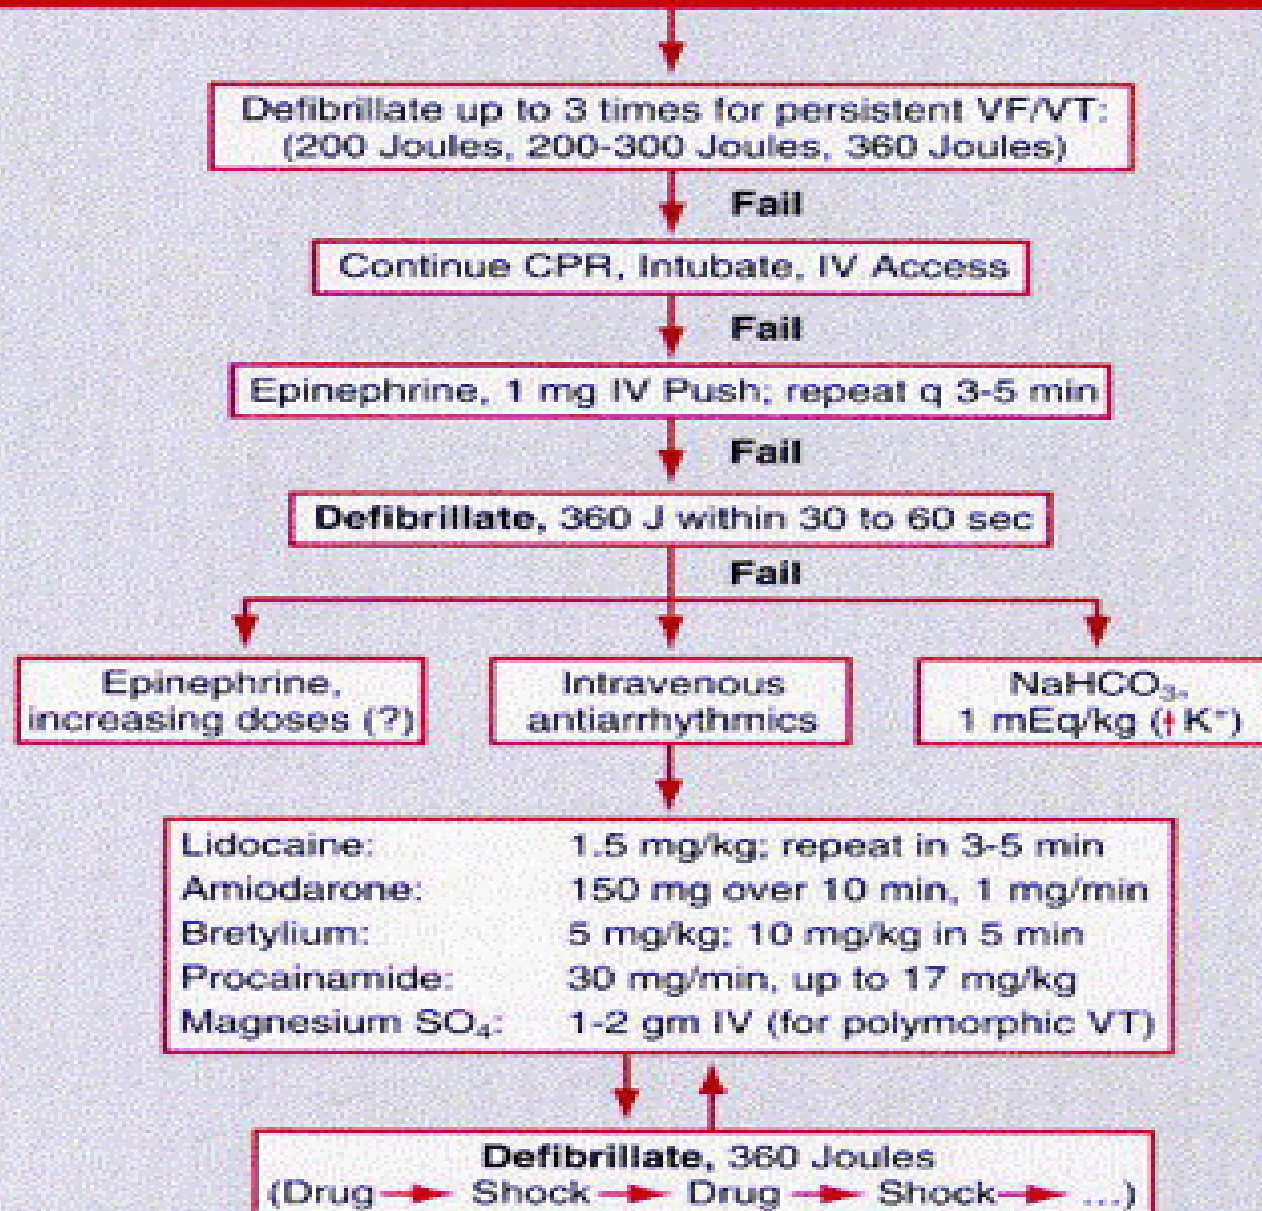 Defibrillate up to 3 times for persistent VF/VT:
(200 Joules, 200-300 Joules, 360 Joules)
Fail
Continue CPR, Intubate, IV Access
Fail
Epinephrine, 1 mg IV Push; repeat q 3-5 min
Fail
Defibrillate, 360 J within 30 to 60 sec
Fail
Epinephrine,
increasing doses (?)
Intravenous
antiarrhythmics
NaHCO₃,
1 mEq/kg (↑K⁺)
Lidocaine: 1.5 mg/kg; repeat in 3-5 min
Amiodarone: 150 mg over 10 min, 1 mg/min
Bretylium: 5 mg/kg; 10 mg/kg in 5 min
Procainamide: 30 mg/min, up to 17 mg/kg
Magnesium SO₄: 1-2 gm IV (for polymorphic VT)
Defibrillate, 360 Joules
(Drug → Shock → Drug → Shock → ...)